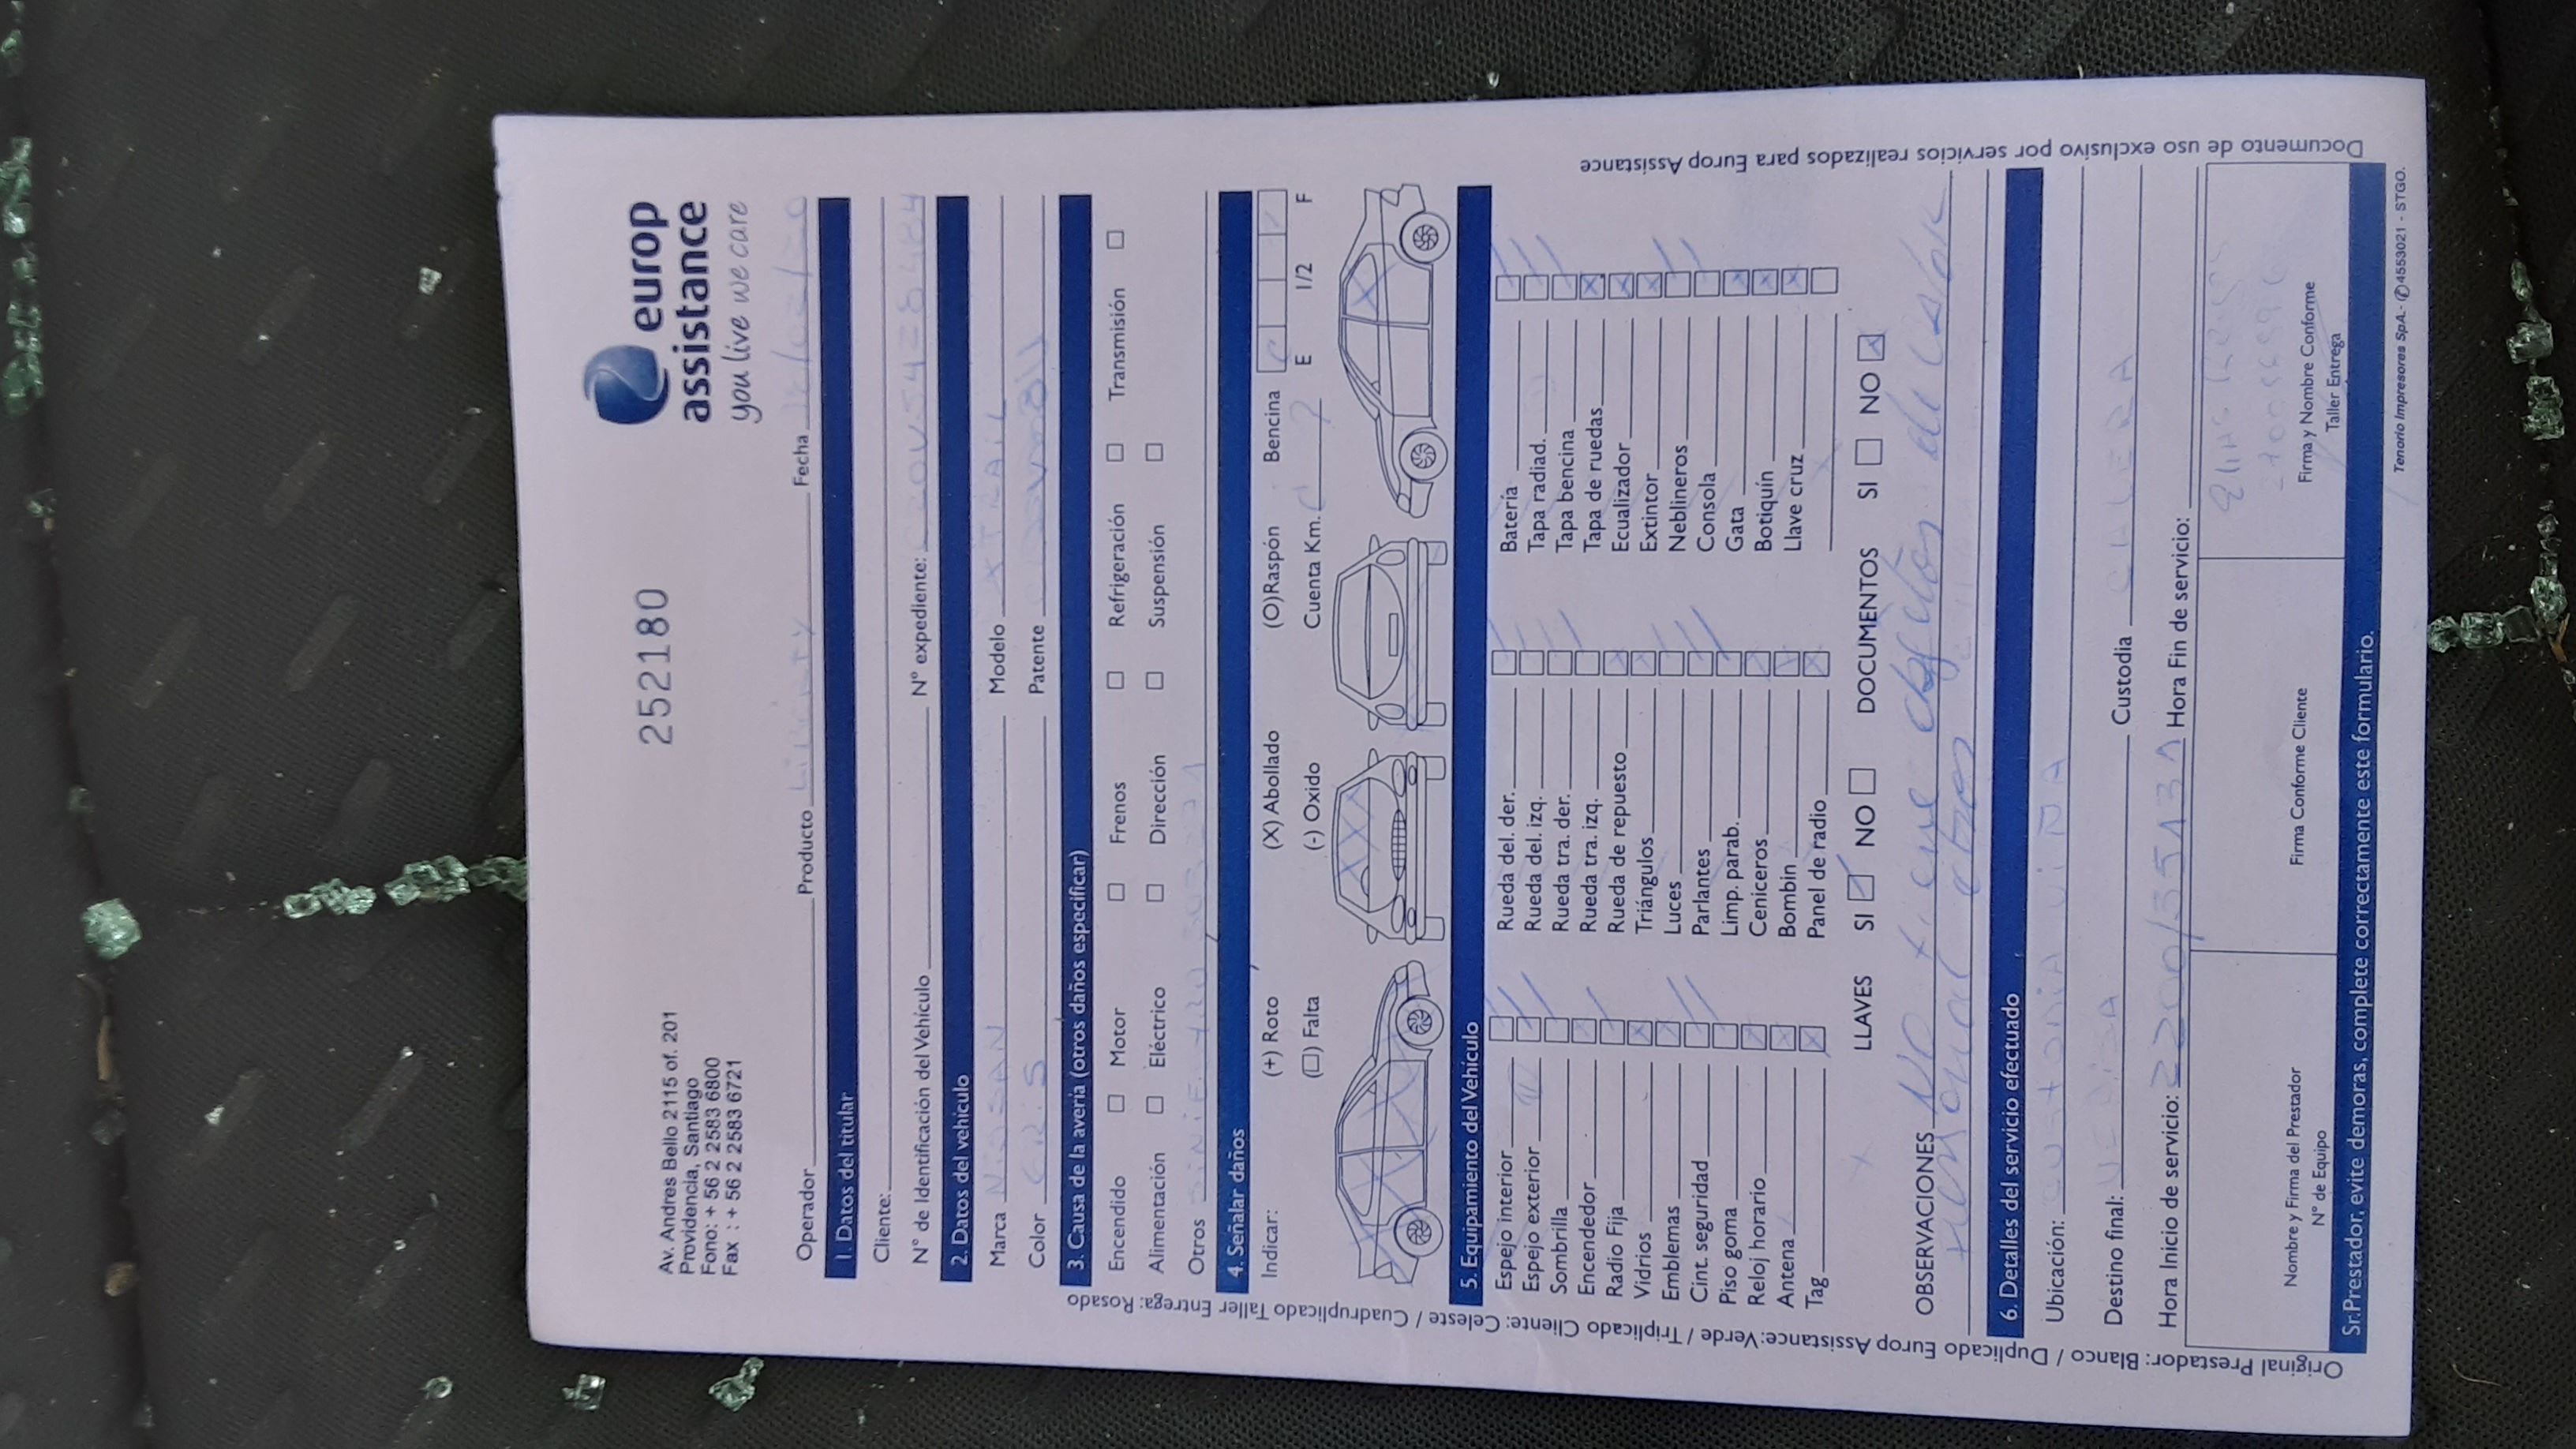 Av. Andres Bello 2115 of. 201
Providencia, Santiago
Fono: + 56 2 2583 6800
Fax : + 56 2 2583 6721
252180
europ
assistance
you live we care
Operador Producto Fecha
1. Datos del titular
Cliente:
N° de Identificación del Vehículo N° expediente:
2. Datos del vehículo
Marca NISSAN Modelo X TRAIL
Color GRIS Patente
3. Causa de la avería (otros daños especificar)
Encendido Motor Frenos Refrigeración Transmisión
Alimentación Eléctrico Dirección Suspensión
Otros
4. Señalar daños
Indicar: (+) Roto (X) Abollado (O)Raspón Bencina
(□) Falta (-) Oxido Cuenta Km. E 1/2 F
5. Equipamiento del Vehículo
Espejo interior Rueda del. der. Batería
Espejo exterior Rueda del. izq. Tapa radiad.
Sombrilla Rueda tra. der. Tapa bencina
Encendedor Rueda tra. izq. Tapa de ruedas
Radio Fija Rueda de repuesto Ecualizador
Vidrios Triángulos Extintor
Emblemas Luces Neblineros
Cint. seguridad Parlantes Consola
Piso goma Limp. parab. Gata
Reloj horario Ceniceros Botiquín
Antena Bombin Llave cruz
Tag Panel de radio
LLAVES SI NO DOCUMENTOS SI NO
OBSERVACIONES NO
6. Detalles del servicio efectuado
Ubicación: CUSTODIA VIÑA
Destino final: Custodia
Hora Inicio de servicio: Hora Fin de servicio:
Nombre y Firma del Prestador
N° de Equipo
Firma Conforme Cliente
Firma y Nombre Conforme
Taller Entrega
Sr.Prestador, evite demoras, complete correctamente este formulario.
Tenorio Impresores SpA.- ✆4553021 - STGO.
Original Prestador: Blanco / Duplicado Europ Assistance: Verde / Triplicado Cliente: Celeste / Cuadruplicado Taller Entrega: Rosado
Documento de uso exclusivo por servicios realizados para Europ Assistance